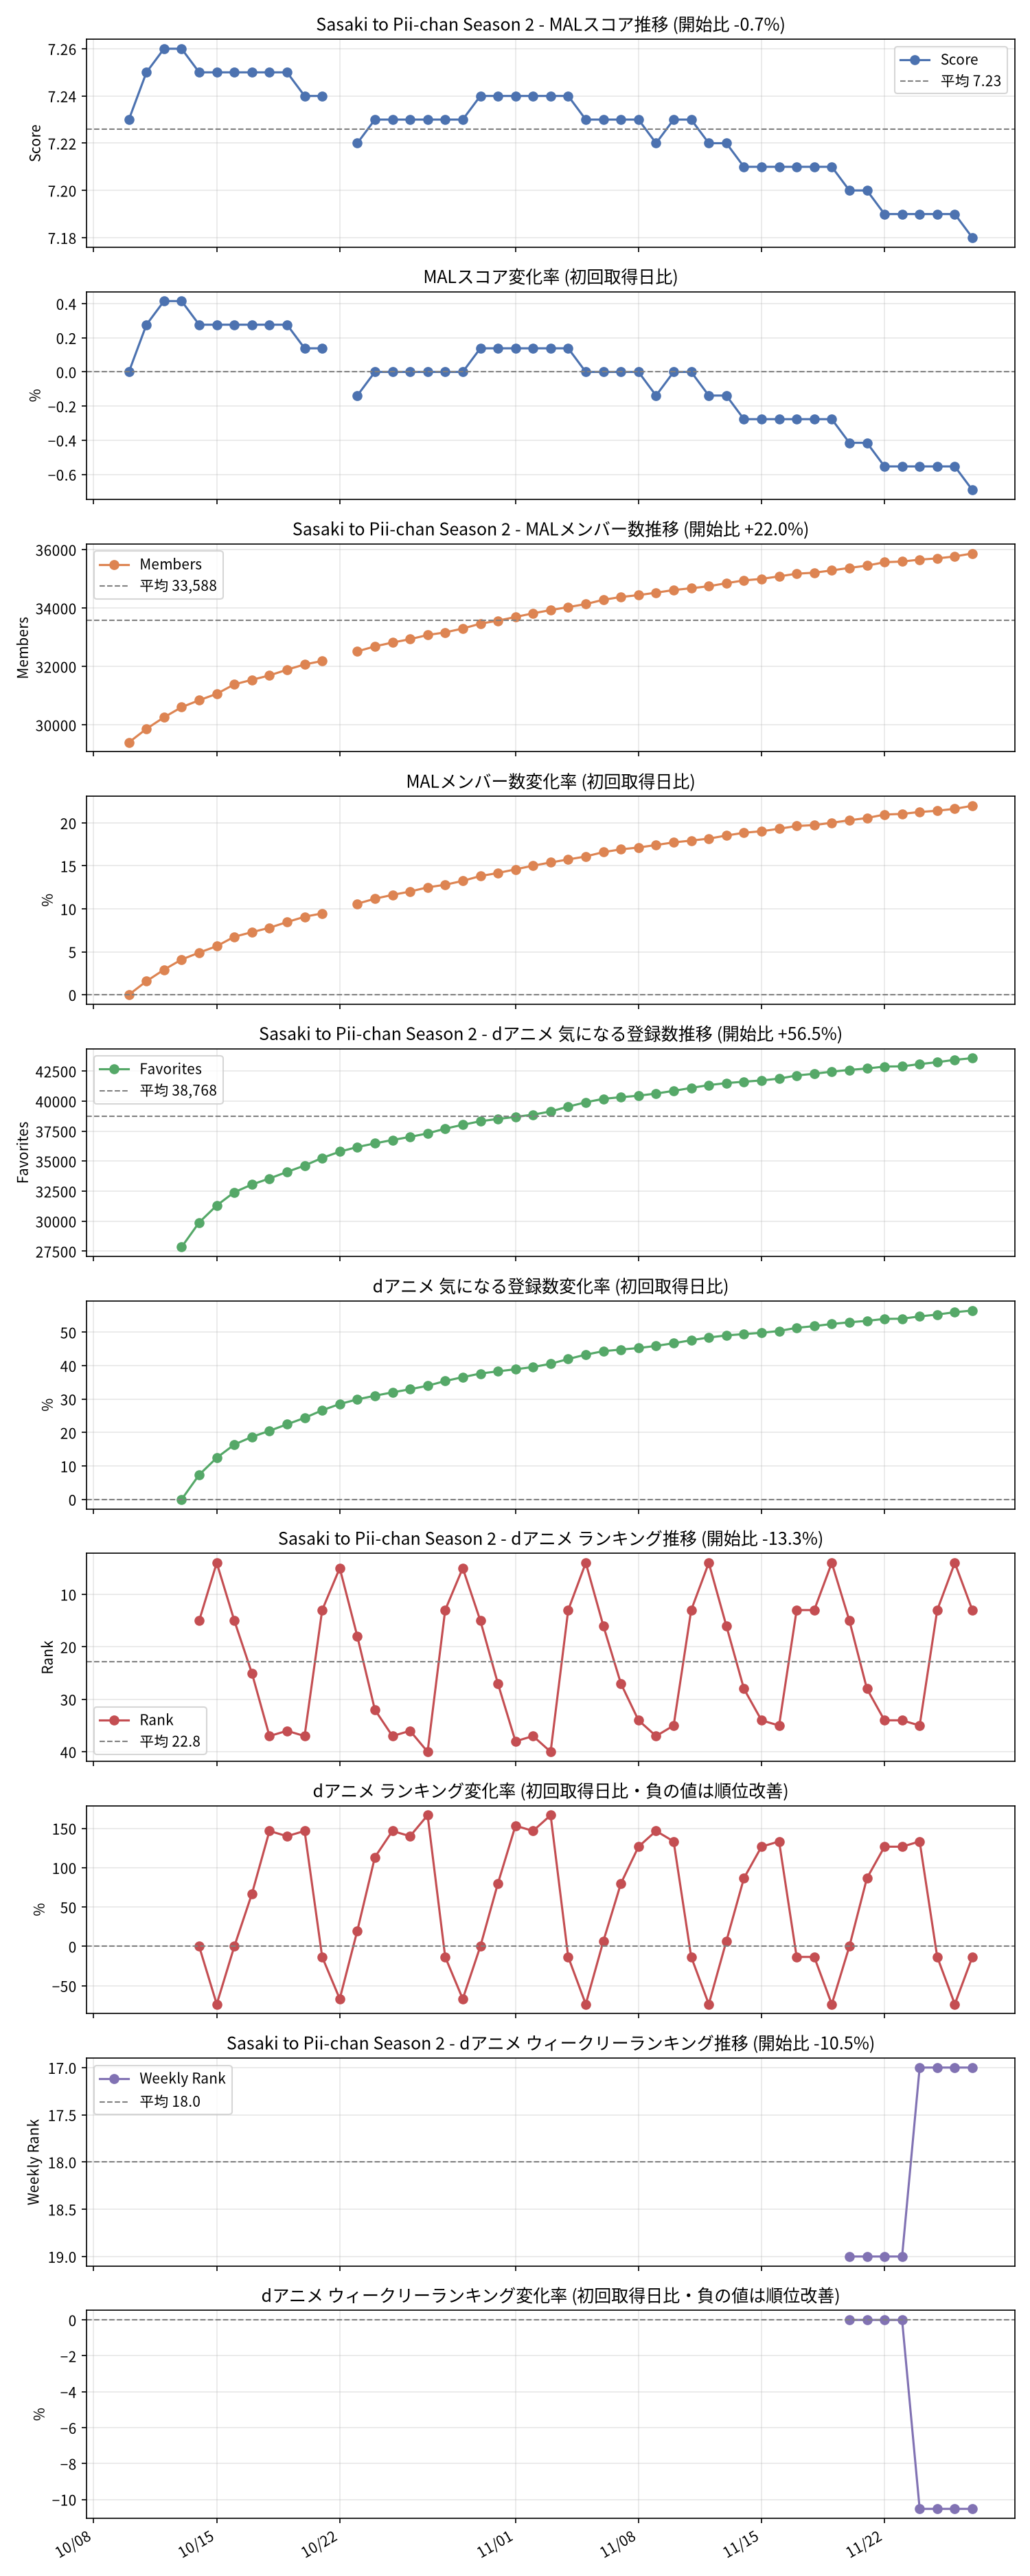 Sasaki to Pii-chan Season 2 - MALスコア推移 (開始比 -0.7%)
7.26
7.24
7.22
7.20
7.18
Score
Score
平均 7.23
MALスコア変化率 (初回取得日比)
0.4
0.2
0.0
−0.2
−0.4
−0.6
%
Sasaki to Pii-chan Season 2 - MALメンバー数推移 (開始比 +22.0%)
36000
34000
32000
30000
Members
Members
平均 33,588
MALメンバー数変化率 (初回取得日比)
20
15
10
5
0
%
Sasaki to Pii-chan Season 2 - dアニメ 気になる登録数推移 (開始比 +56.5%)
42500
40000
37500
35000
32500
30000
27500
Favorites
Favorites
平均 38,768
dアニメ 気になる登録数変化率 (初回取得日比)
50
40
30
20
10
0
%
Sasaki to Pii-chan Season 2 - dアニメ ランキング推移 (開始比 -13.3%)
10
20
30
40
Rank
Rank
平均 22.8
dアニメ ランキング変化率 (初回取得日比・負の値は順位改善)
150
100
50
0
−50
%
Sasaki to Pii-chan Season 2 - dアニメ ウィークリーランキング推移 (開始比 -10.5%)
17.0
17.5
18.0
18.5
19.0
Weekly Rank
Weekly Rank
平均 18.0
dアニメ ウィークリーランキング変化率 (初回取得日比・負の値は順位改善)
0
−2
−4
−6
−8
−10
%
10/08
10/15
10/22
11/01
11/08
11/15
11/22